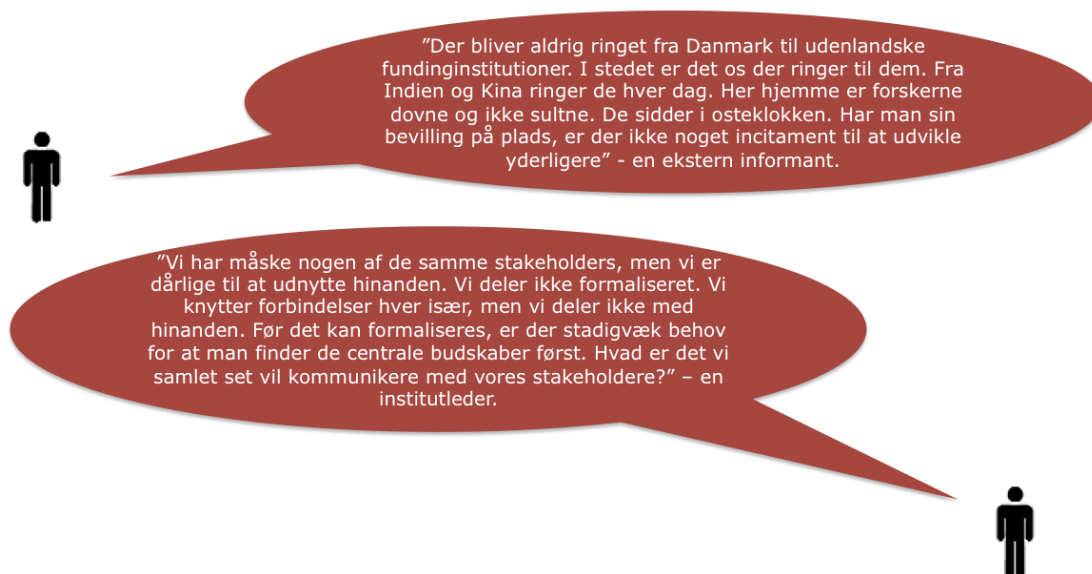 ”Der bliver aldrig ringet fra Danmark til udenlandske
fundinginstitutioner. I stedet er det os der ringer til dem. Fra
Indien og Kina ringer de hver dag. Her hjemme er forskerne
dovne og ikke sultne. De sidder i osteklokken. Har man sin
bevilling på plads, er der ikke noget incitament til at udvikle
yderligere” - en ekstern informant.
”Vi har måske nogen af de samme stakeholders, men vi er
dårlige til at udnytte hinanden. Vi deler ikke formaliseret. Vi
knytter forbindelser hver især, men vi deler ikke med
hinanden. Før det kan formaliseres, er der stadigvæk behov
for at man finder de centrale budskaber først. Hvad er det vi
samlet set vil kommunikere med vores stakeholdere?” – en
institutleder.